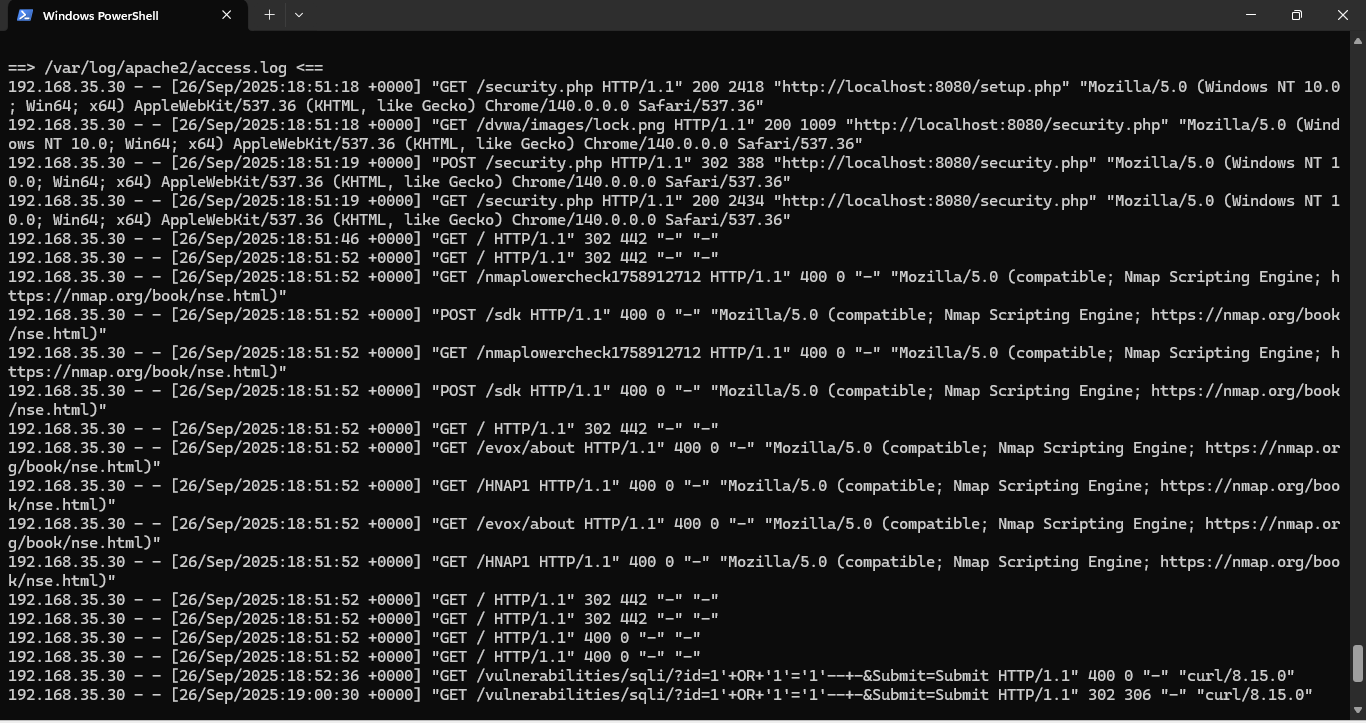 Windows PowerShell
==> /var/log/apache2/access.log <==
192.168.35.30 - - [26/Sep/2025:18:51:18 +0000] "GET /security.php HTTP/1.1" 200 2418 "http://localhost:8080/setup.php" "Mozilla/5.0 (Windows NT 10.0
; Win64; x64) AppleWebKit/537.36 (KHTML, like Gecko) Chrome/140.0.0.0 Safari/537.36"
192.168.35.30 - - [26/Sep/2025:18:51:18 +0000] "GET /dvwa/images/lock.png HTTP/1.1" 200 1009 "http://localhost:8080/security.php" "Mozilla/5.0 (Wind
ows NT 10.0; Win64; x64) AppleWebKit/537.36 (KHTML, like Gecko) Chrome/140.0.0.0 Safari/537.36"
192.168.35.30 - - [26/Sep/2025:18:51:19 +0000] "POST /security.php HTTP/1.1" 302 388 "http://localhost:8080/security.php" "Mozilla/5.0 (Windows NT 1
0.0; Win64; x64) AppleWebKit/537.36 (KHTML, like Gecko) Chrome/140.0.0.0 Safari/537.36"
192.168.35.30 - - [26/Sep/2025:18:51:19 +0000] "GET /security.php HTTP/1.1" 200 2434 "http://localhost:8080/security.php" "Mozilla/5.0 (Windows NT 1
0.0; Win64; x64) AppleWebKit/537.36 (KHTML, like Gecko) Chrome/140.0.0.0 Safari/537.36"
192.168.35.30 - - [26/Sep/2025:18:51:46 +0000] "GET / HTTP/1.1" 302 442 "-" "-"
192.168.35.30 - - [26/Sep/2025:18:51:52 +0000] "GET / HTTP/1.1" 302 442 "-" "-"
192.168.35.30 - - [26/Sep/2025:18:51:52 +0000] "GET /nmaplowercheck1758912712 HTTP/1.1" 400 0 "-" "Mozilla/5.0 (compatible; Nmap Scripting Engine; h
ttps://nmap.org/book/nse.html)"
192.168.35.30 - - [26/Sep/2025:18:51:52 +0000] "POST /sdk HTTP/1.1" 400 0 "-" "Mozilla/5.0 (compatible; Nmap Scripting Engine; https://nmap.org/book
/nse.html)"
192.168.35.30 - - [26/Sep/2025:18:51:52 +0000] "GET /nmaplowercheck1758912712 HTTP/1.1" 400 0 "-" "Mozilla/5.0 (compatible; Nmap Scripting Engine; h
ttps://nmap.org/book/nse.html)"
192.168.35.30 - - [26/Sep/2025:18:51:52 +0000] "POST /sdk HTTP/1.1" 400 0 "-" "Mozilla/5.0 (compatible; Nmap Scripting Engine; https://nmap.org/book
/nse.html)"
192.168.35.30 - - [26/Sep/2025:18:51:52 +0000] "GET / HTTP/1.1" 302 442 "-" "-"
192.168.35.30 - - [26/Sep/2025:18:51:52 +0000] "GET /evox/about HTTP/1.1" 400 0 "-" "Mozilla/5.0 (compatible; Nmap Scripting Engine; https://nmap.or
g/book/nse.html)"
192.168.35.30 - - [26/Sep/2025:18:51:52 +0000] "GET /HNAP1 HTTP/1.1" 400 0 "-" "Mozilla/5.0 (compatible; Nmap Scripting Engine; https://nmap.org/boo
k/nse.html)"
192.168.35.30 - - [26/Sep/2025:18:51:52 +0000] "GET /evox/about HTTP/1.1" 400 0 "-" "Mozilla/5.0 (compatible; Nmap Scripting Engine; https://nmap.or
g/book/nse.html)"
192.168.35.30 - - [26/Sep/2025:18:51:52 +0000] "GET /HNAP1 HTTP/1.1" 400 0 "-" "Mozilla/5.0 (compatible; Nmap Scripting Engine; https://nmap.org/boo
k/nse.html)"
192.168.35.30 - - [26/Sep/2025:18:51:52 +0000] "GET / HTTP/1.1" 302 442 "-" "-"
192.168.35.30 - - [26/Sep/2025:18:51:52 +0000] "GET / HTTP/1.1" 302 442 "-" "-"
192.168.35.30 - - [26/Sep/2025:18:51:52 +0000] "GET / HTTP/1.1" 400 0 "-" "-"
192.168.35.30 - - [26/Sep/2025:18:51:52 +0000] "GET / HTTP/1.1" 400 0 "-" "-"
192.168.35.30 - - [26/Sep/2025:18:52:36 +0000] "GET /vulnerabilities/sqli/?id=1'+OR+'1'='1'--+-&Submit=Submit HTTP/1.1" 400 0 "-" "curl/8.15.0"
192.168.35.30 - - [26/Sep/2025:19:00:30 +0000] "GET /vulnerabilities/sqli/?id=1'+OR+'1'='1'--+-&Submit=Submit HTTP/1.1" 302 306 "-" "curl/8.15.0"